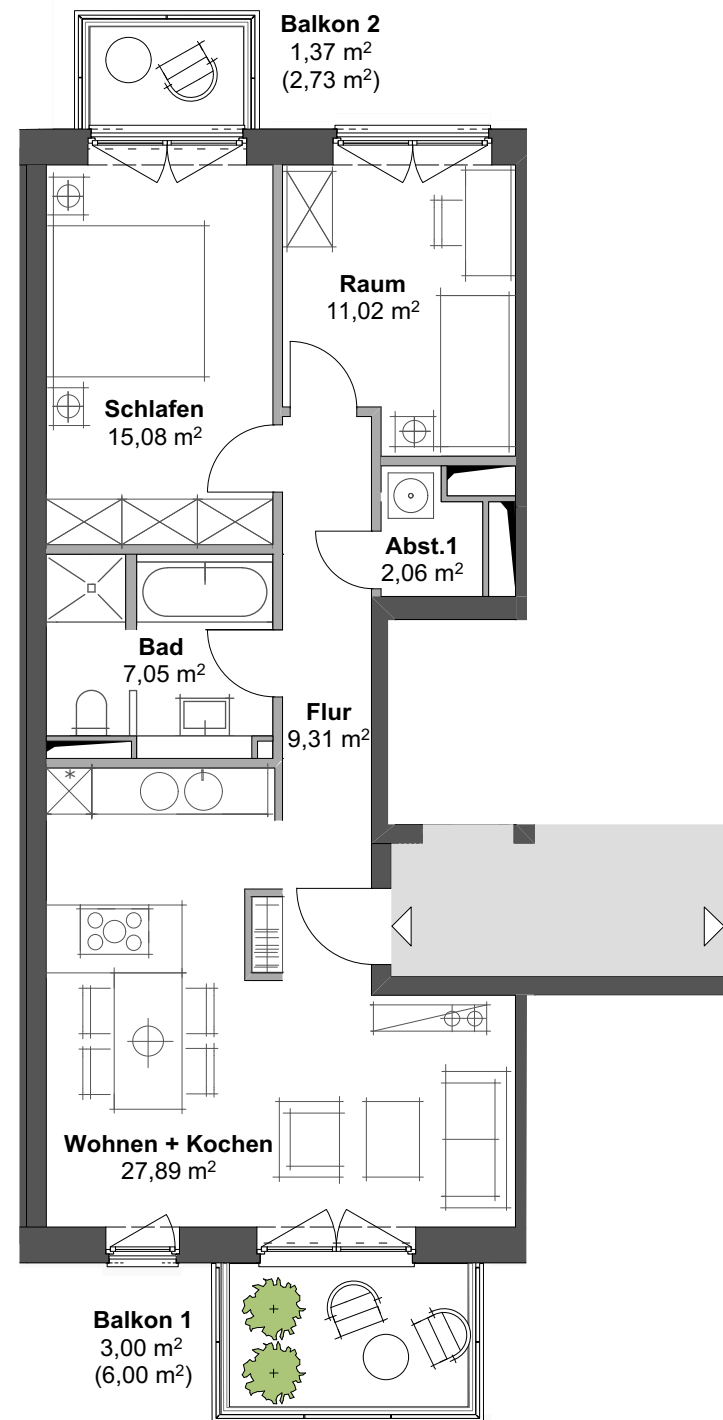 Balkon 2
1,37 m²
(2,73 m²)
Raum
11,02 m²
Schlafen
15,08 m²
Abst.1
2,06 m²
Bad
7,05 m²
Flur
9,31 m²
*
Wohnen + Kochen
27,89 m²
Balkon 1
3,00 m²
(6,00 m²)